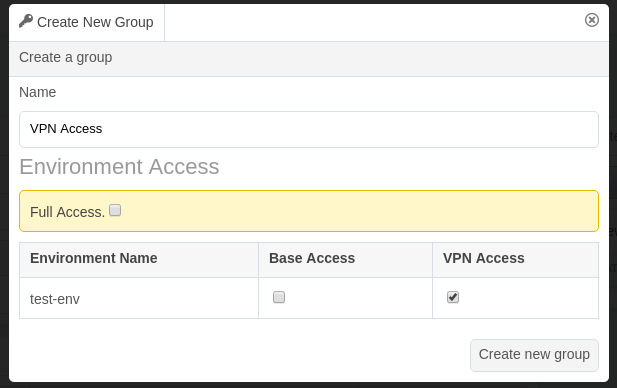 Create New Group
Create a group
Name
VPN Access
Environment Access
Full Access.
Environment Name Base Access VPN Access
test-env
Create new group